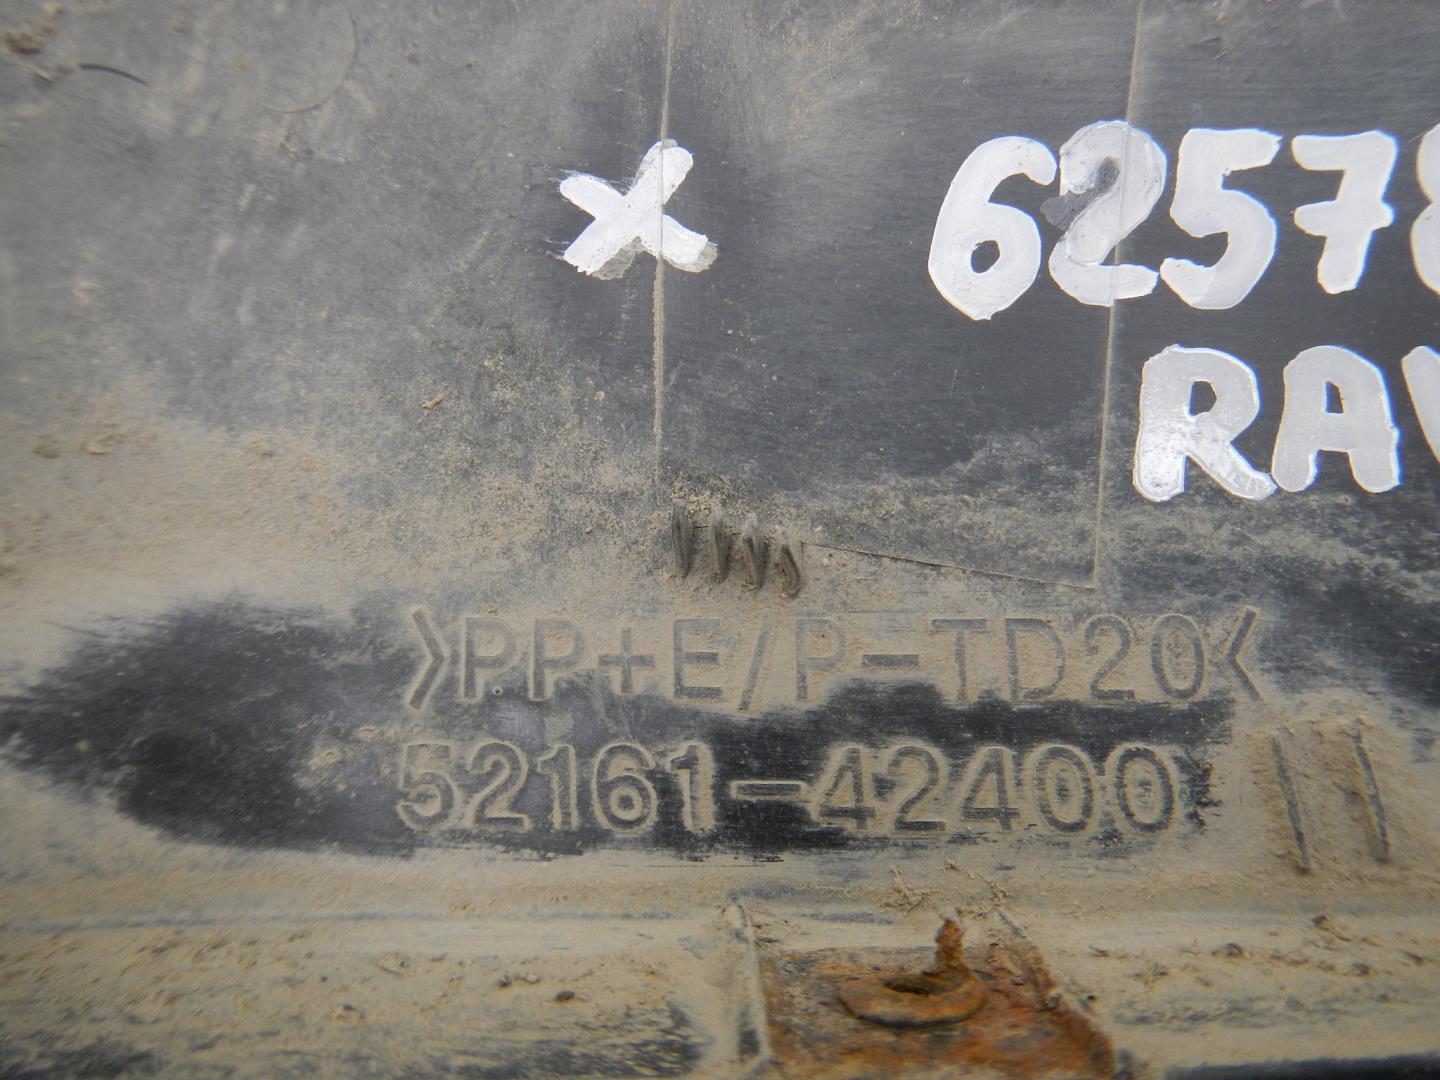 X 62578
RAV
>PP+E/P-TD20<
52161-42400